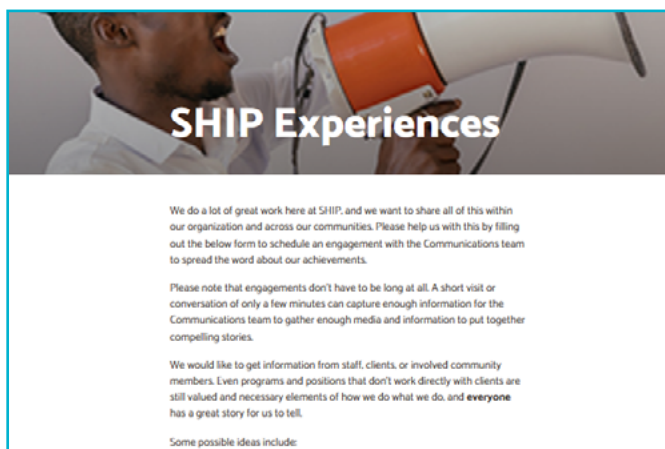 SHIP Experiences
We do a lot of great work here at SHIP, and we want to share all of this within
our organization and across our communities. Please help us with this by filling
out the below form to schedule an engagement with the Communications team
to spread the word about our achievements.
Please note that engagements don't have to be long at all. A short visit or
conversation of only a few minutes can capture enough information for the
Communications team to gather enough media and information to put together
compelling stories.
We would like to get information from staff, clients, or involved community
members. Even programs and positions that don't work directly with clients are
still valued and necessary elements of how we do what we do, and everyone
has a great story for us to tell.
Some possible ideas include: